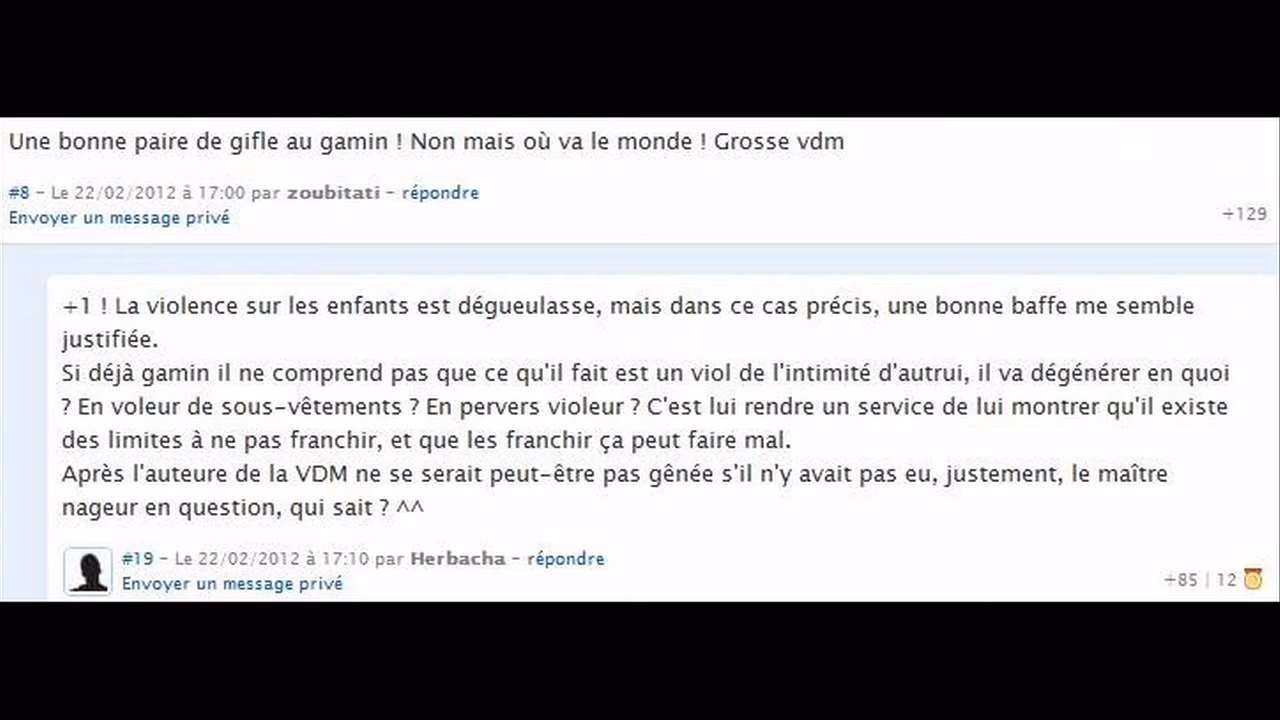 Une bonne paire de gifle au gamin ! Non mais où va le monde ! Grosse vdm
#8 - Le 22/02/2012 à 17:00 par zoubitati - répondre
Envoyer un message privé
+129
+1 ! La violence sur les enfants est dégueulasse, mais dans ce cas précis, une bonne baffe me semble
justifiée.
Si déjà gamin il ne comprend pas que ce qu'il fait est un viol de l'intimité d'autrui, il va dégénérer en quoi
? En voleur de sous-vêtements ? En pervers violeur ? C'est lui rendre un service de lui montrer qu'il existe
des limites à ne pas franchir, et que les franchir ça peut faire mal.
Après l'auteure de la VDM ne se serait peut-être pas gênée s'il n'y avait pas eu, justement, le maître
nageur en question, qui sait ? ^^
#19 - Le 22/02/2012 à 17:10 par Herbacha - répondre
Envoyer un message privé
+85 | 12